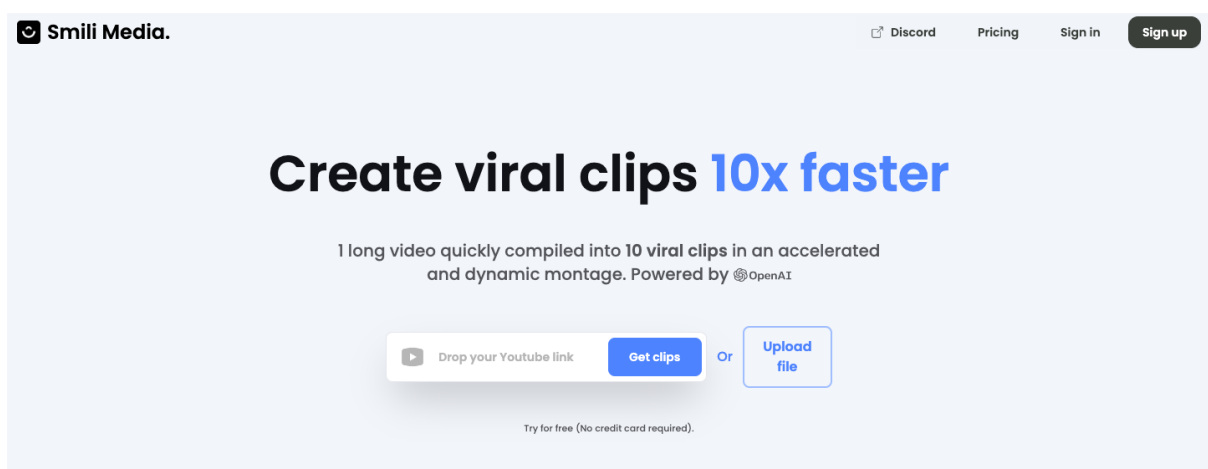 Smili Media.
Discord
Pricing
Sign in
Sign up
Create viral clips 10x faster
1 long video quickly compiled into 10 viral clips in an accelerated
and dynamic montage. Powered by OpenAI
Drop your Youtube link
Get clips
Or
Upload
file
Try for free (No credit card required).